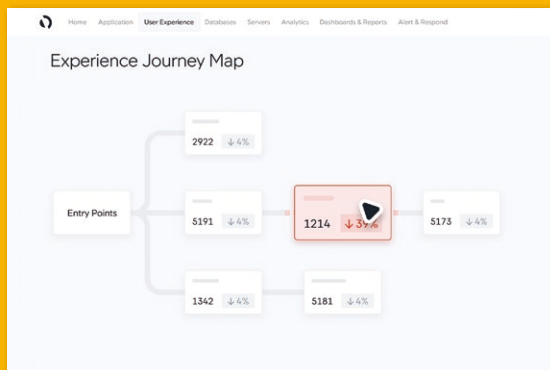 Home Application User Experience Databases Servers Analytics Dashboards & Reports Alert & Respond
Experience Journey Map
2922 ↓ 4%
Entry Points
5191 ↓ 4%
1214 ↓ 39%
5173 ↓ 4%
1342 ↓ 4%
5181 ↓ 4%